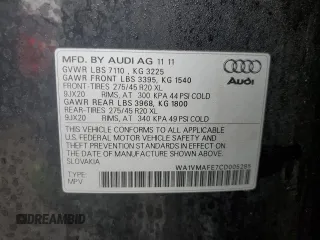 MFD. BY AUDI AG 11 11
GVWR LBS 7110 , KG 3225
GAWR FRONT LBS 3395, KG 1540
FRONT-TIRES 275/45 R20 XL
9JX20 RIMS, AT 300 KPA 44 PSI COLD
GAWR REAR LBS 3968, KG 1800
REAR-TIRES 275/45 R20 XL
9JX20 RIMS, AT 340 KPA 49 PSI COLD
Audi
THIS VEHICLE CONFORMS TO ALL APPLICABLE
U.S. FEDERAL MOTOR VEHICLE SAFETY STANDARDS
IN EFFECT ON THE DATE OF MANUFACTURE SHOWN ABOVE.
SLOVAKIA
TYPE:
MPV
DREAMBID